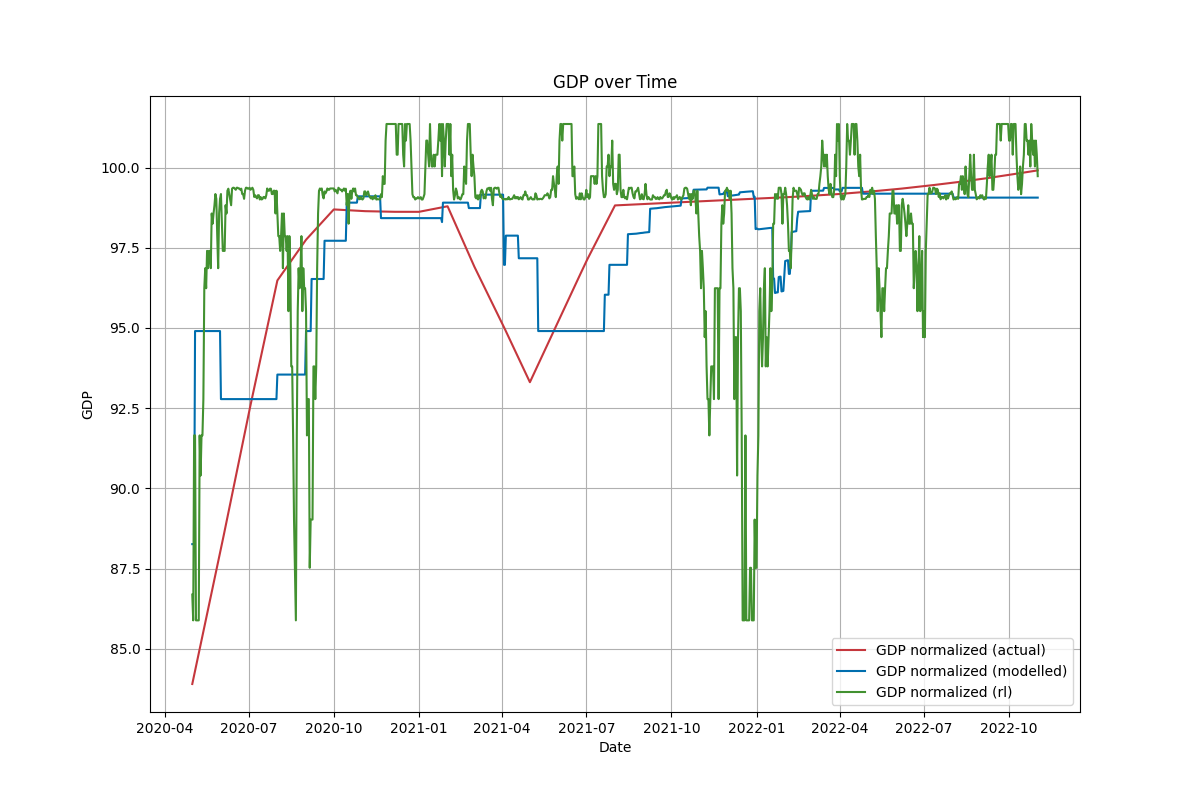 GDP over Time
GDP
100.0
97.5
95.0
92.5
90.0
87.5
85.0
GDP normalized (actual)
GDP normalized (modelled)
GDP normalized (rl)
2020-04 2020-07 2020-10 2021-01 2021-04 2021-07 2021-10 2022-01 2022-04 2022-07 2022-10
Date